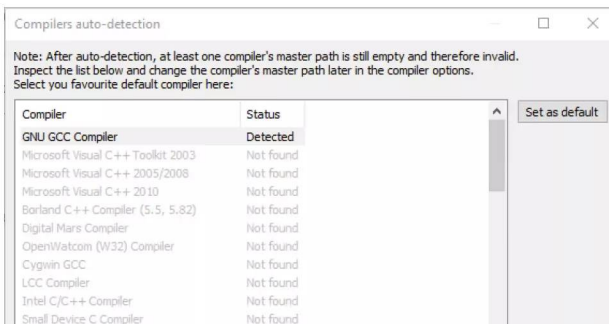 Compilers auto-detection
Note: After auto-detection, at least one compiler's master path is still empty and therefore invalid.
Inspect the list below and change the compiler's master path later in the compiler options.
Select you favourite default compiler here:
Compiler Status
Set as default
GNU GCC Compiler Detected
Microsoft Visual C++ Toolkit 2003 Not found
Microsoft Visual C++ 2005/2008 Not found
Microsoft Visual C++ 2010 Not found
Borland C++ Compiler (5.5, 5.82) Not found
Digital Mars Compiler Not found
OpenWatcom (W32) Compiler Not found
Cygwin GCC Not found
LCC Compiler Not found
Intel C/C++ Compiler Not found
Small Device C Compiler Not found